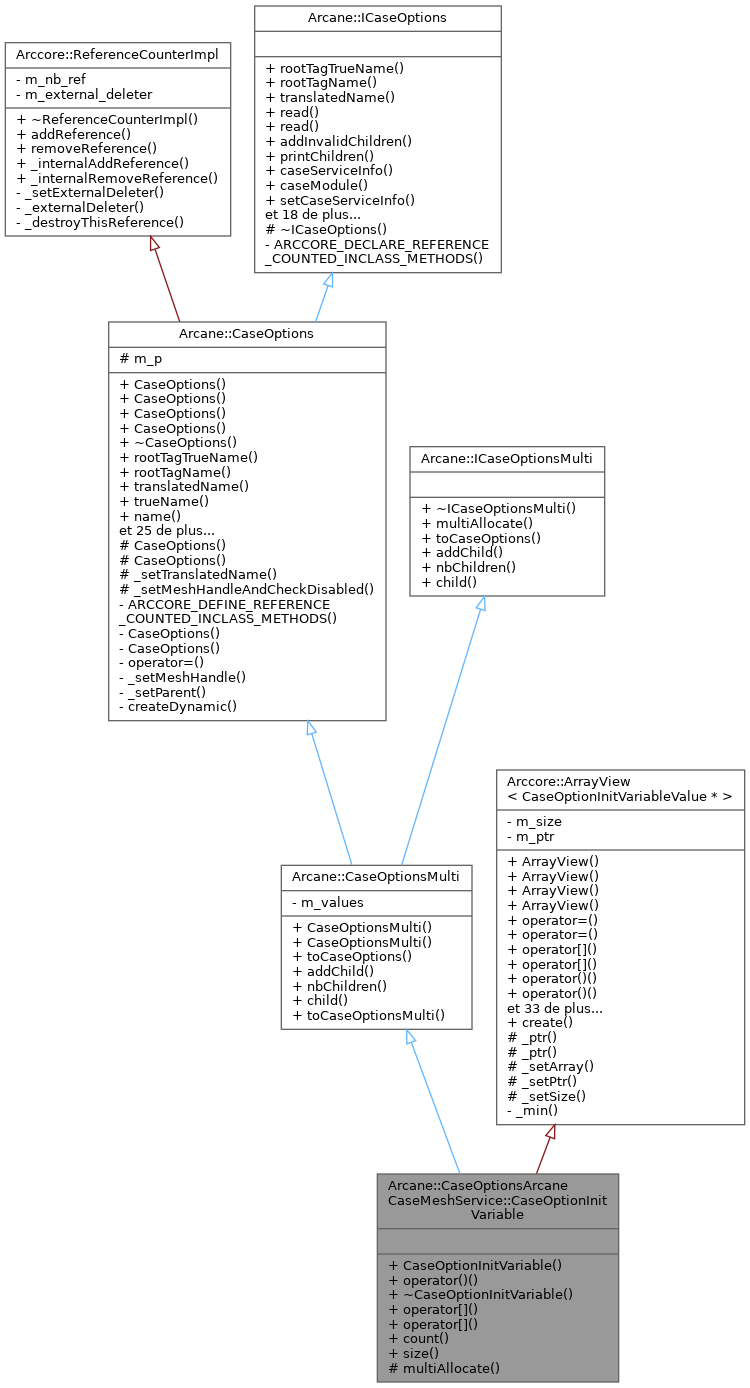 Arcane::ICaseOptions
+ rootTagTrueName()
+ rootTagName()
+ translatedName()
+ read()
+ read()
+ addInvalidChildren()
+ printChildren()
+ caseServiceInfo()
+ caseModule()
+ setCaseServiceInfo()
et 18 de plus...
# ~ICaseOptions()
- ARCCORE_DECLARE_REFERENCE
_COUNTED_INCLASS_METHODS()
Arccore::ReferenceCounterImpl
- m_nb_ref
- m_external_deleter
+ ~ReferenceCounterImpl()
+ addReference()
+ removeReference()
+ _internalAddReference()
+ _internalRemoveReference()
- _setExternalDeleter()
- _externalDeleter()
- _destroyThisReference()
Arcane::CaseOptions
# m_p
+ CaseOptions()
+ CaseOptions()
+ CaseOptions()
+ CaseOptions()
+ ~CaseOptions()
+ rootTagTrueName()
+ rootTagName()
+ translatedName()
+ trueName()
+ name()
et 25 de plus...
# CaseOptions()
# CaseOptions()
# _setTranslatedName()
# _setMeshHandleAndCheckDisabled()
- ARCCORE_DEFINE_REFERENCE
_COUNTED_INCLASS_METHODS()
- CaseOptions()
- CaseOptions()
- operator=()
- _setMeshHandle()
- _setParent()
- createDynamic()
Arcane::ICaseOptionsMulti
+ ~ICaseOptionsMulti()
+ multiAllocate()
+ toCaseOptions()
+ addChild()
+ nbChildren()
+ child()
Arccore::ArrayView
< CaseOptionInitVariableValue * >
- m_size
- m_ptr
+ ArrayView()
+ ArrayView()
+ ArrayView()
+ ArrayView()
+ operator=()
+ operator=()
+ operator[]()
+ operator[]()
+ operator()()
+ operator()()
et 33 de plus...
+ create()
# _ptr()
# _ptr()
# _setArray()
# _setPtr()
# _setSize()
- _min()
Arcane::CaseOptionsMulti
- m_values
+ CaseOptionsMulti()
+ CaseOptionsMulti()
+ toCaseOptions()
+ addChild()
+ nbChildren()
+ child()
+ toCaseOptionsMulti()
Arcane::CaseOptionsArcane
CaseMeshService::CaseOptionInit
Variable
+ CaseOptionInitVariable()
+ operator()()
+ ~CaseOptionInitVariable()
+ operator[]()
+ operator[]()
+ count()
+ size()
# multiAllocate()